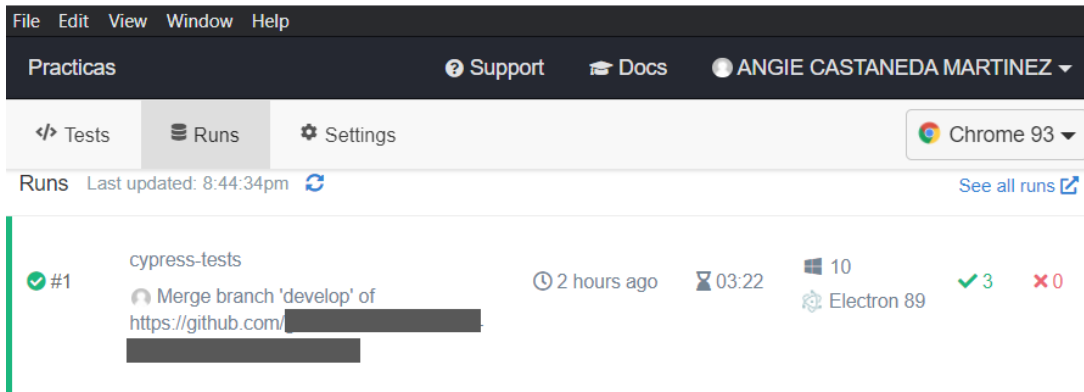 File Edit View Window Help
Practicas Support Docs ANGIE CASTANEDA MARTINEZ
Tests Runs Settings Chrome 93
Runs Last updated: 8:44:34pm See all runs
cypress-tests
#1 2 hours ago 03:22 10 3 0
Merge branch 'develop' of Electron 89
https://github.com/